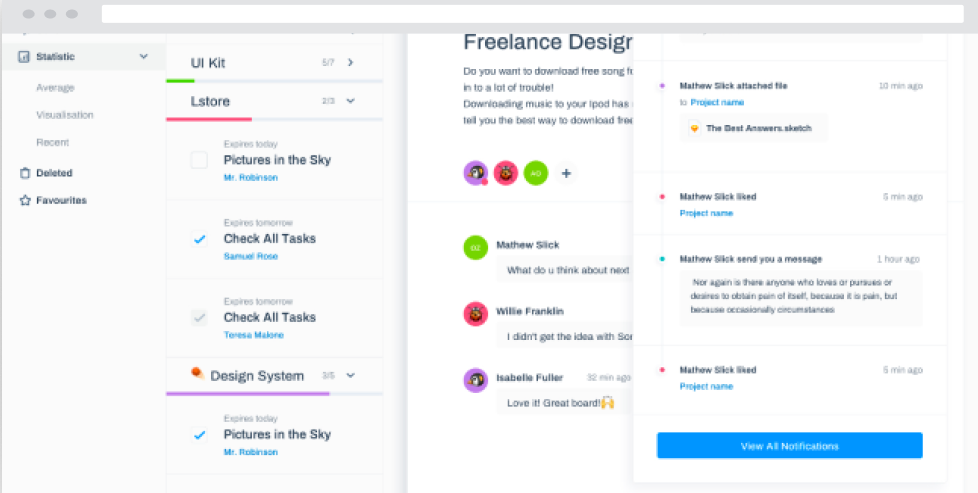 Statistic
Average
Visualisation
Recent
Deleted
Favourites
UI Kit 5/7
Lstore 2/3
Expires today
Pictures in the Sky
Mr. Robinson
Expires tomorrow
Check All Tasks
Samuel Rose
Expires tomorrow
Check All Tasks
Teresa Malone
Design System 3/5
Expires today
Pictures in the Sky
Mr. Robinson
Freelance Design
Do you want to download free song fo
in to a lot of trouble!
Downloading music to your Ipod has
tell you the best way to download free
AO
OZ
Mathew Slick
What do u think about next
Willie Franklin
I didn't get the idea with Sor
Isabelle Fuller 32 min ago
Love it! Great board!🙌
Mathew Slick attached file 10 min ago
to Project name
The Best Answers.sketch
Mathew Slick liked 5 min ago
Project name
Mathew Slick send you a message 1 hour ago
Nor again is there anyone who loves or pursues or
desires to obtain pain of itself, because it is pain, but
because occasionally circumstances
Mathew Slick liked 5 min ago
Project name
View All Notifications